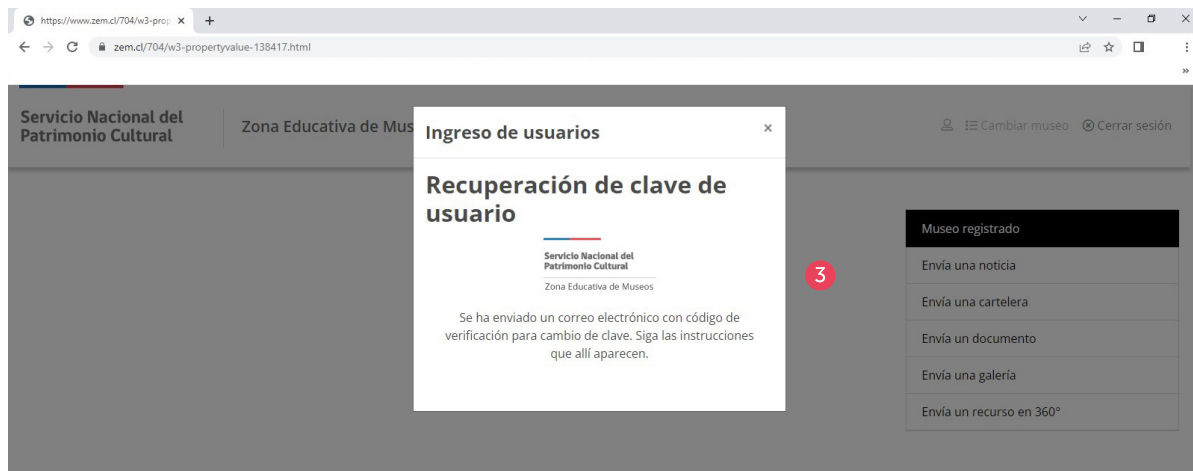 https://www.zem.cl/704/w3-prop
zem.cl/704/w3-propertyvalue-138417.html
Servicio Nacional del
Patrimonio Cultural
Zona Educativa de Mus
Cambiar museo
Cerrar sesión
Ingreso de usuarios
Recuperación de clave de
usuario
Servicio Nacional del
Patrimonio Cultural
Zona Educativa de Museos
Se ha enviado un correo electrónico con código de
verificación para cambio de clave. Siga las instrucciones
que allí aparecen.
3
Museo registrado
Envía una noticia
Envía una cartelera
Envía un documento
Envía una galería
Envía un recurso en 360°